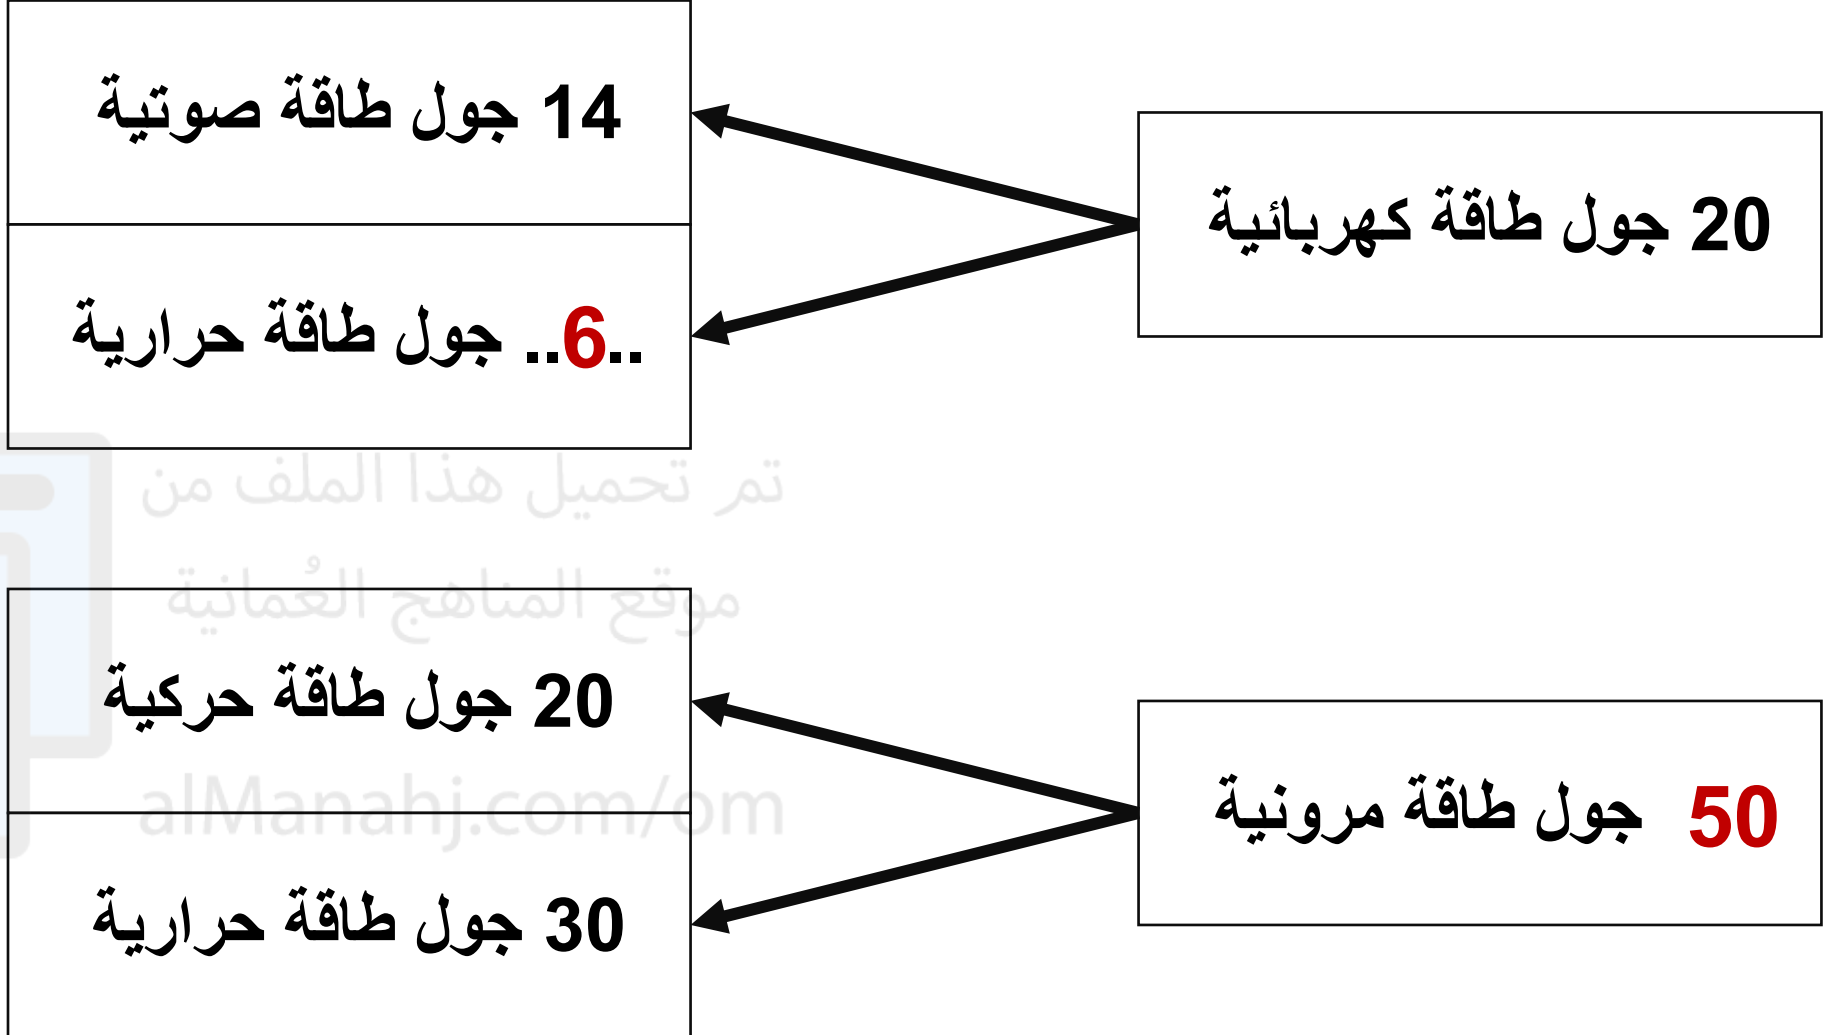 20 جول طاقة كهربائية
14 جول طاقة صوتية
..6.. جول طاقة حرارية
تم تحميل هذا الملف من
موقع المناهج العُمانية
alManahj.com/om
50 جول طاقة مرونية
20 جول طاقة حركية
30 جول طاقة حرارية